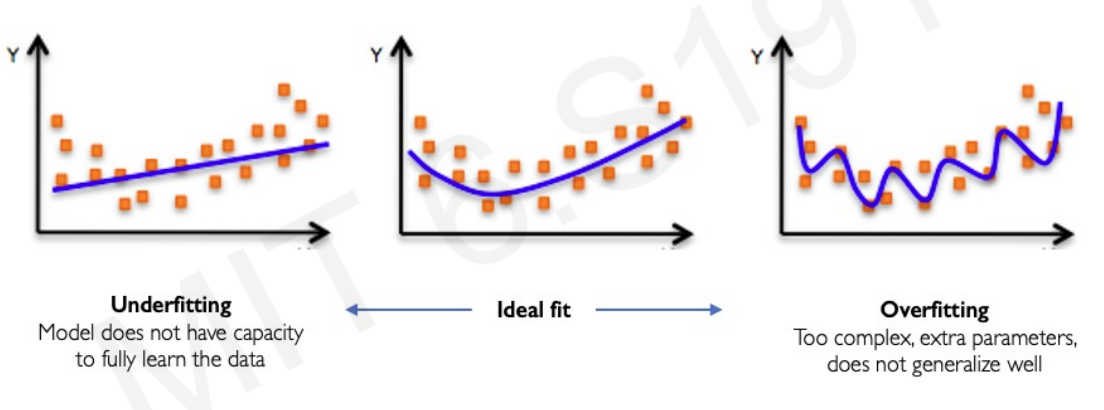 MIT 6.S191
Y
Y
Y
Underfitting
Model does not have capacity
to fully learn the data
Ideal fit
Overfitting
Too complex, extra parameters,
does not generalize well